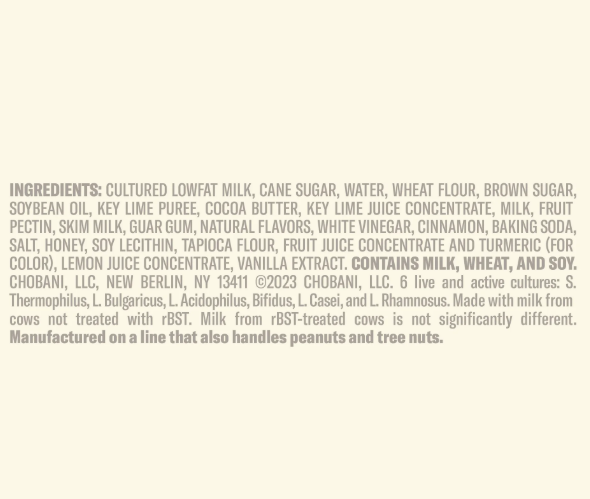 INGREDIENTS: CULTURED LOWFAT MILK, CANE SUGAR, WATER, WHEAT FLOUR, BROWN SUGAR,
SOYBEAN OIL, KEY LIME PUREE, COCOA BUTTER, KEY LIME JUICE CONCENTRATE, MILK, FRUIT
PECTIN, SKIM MILK, GUAR GUM, NATURAL FLAVORS, WHITE VINEGAR, CINNAMON, BAKING SODA,
SALT, HONEY, SOY LECITHIN, TAPIOCA FLOUR, FRUIT JUICE CONCENTRATE AND TURMERIC (FOR
COLOR), LEMON JUICE CONCENTRATE, VANILLA EXTRACT. CONTAINS MILK, WHEAT, AND SOY.
CHOBANI, LLC, NEW BERLIN, NY 13411 ©2023 CHOBANI, LLC. 6 live and active cultures: S.
Thermophilus, L. Bulgaricus, L. Acidophilus, Bifidus, L. Casei, and L. Rhamnosus. Made with milk from
cows not treated with rBST. Milk from rBST-treated cows is not significantly different.
Manufactured on a line that also handles peanuts and tree nuts.